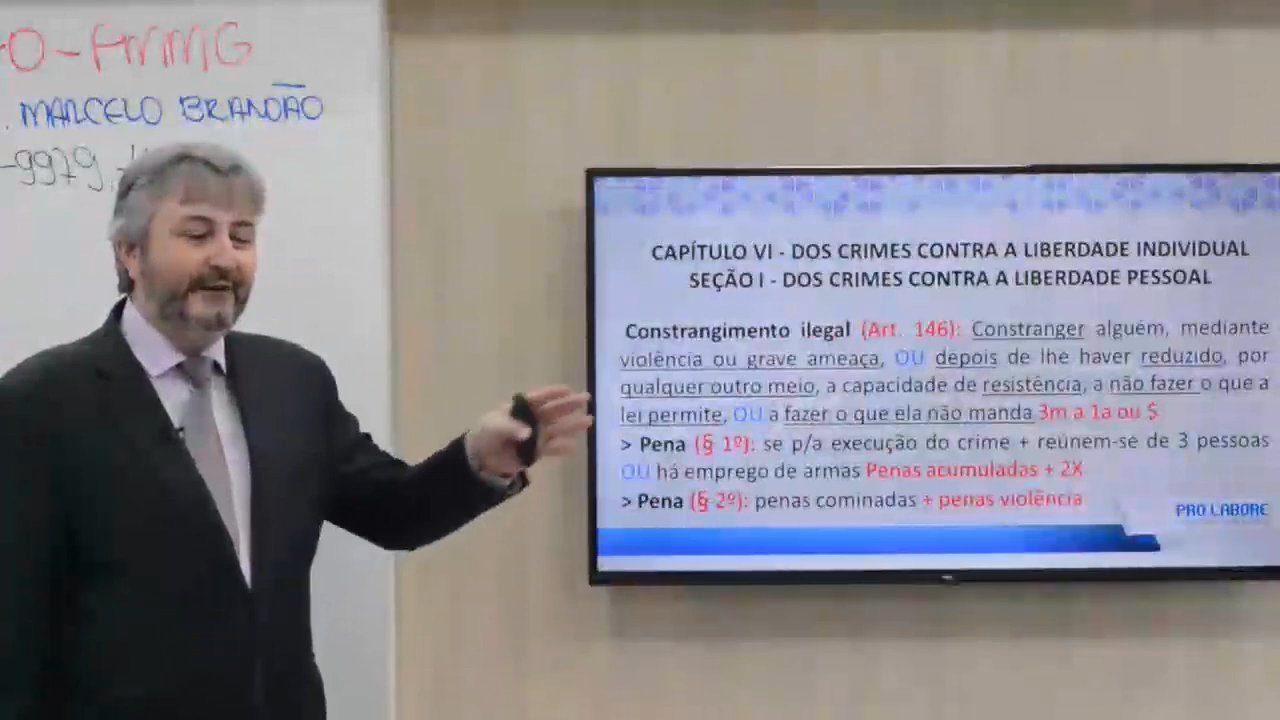 O-PMMG
. MARCELO BRANDÃO
-9979
CAPÍTULO VI - DOS CRIMES CONTRA A LIBERDADE INDIVIDUAL
SEÇÃO I - DOS CRIMES CONTRA A LIBERDADE PESSOAL
Constrangimento ilegal (Art. 146): Constranger alguém, mediante
violência ou grave ameaça, OU depois de lhe haver reduzido, por
qualquer outro meio, a capacidade de resistência, a não fazer o que a
lei permite, OU a fazer o que ela não manda 3m a 1a ou $
> Pena (§ 1º): se p/a execução do crime + reúnem-se de 3 pessoas
OU há emprego de armas Penas acumuladas + 2X
> Pena (§ 2º): penas cominadas + penas violência
PRO LABORE